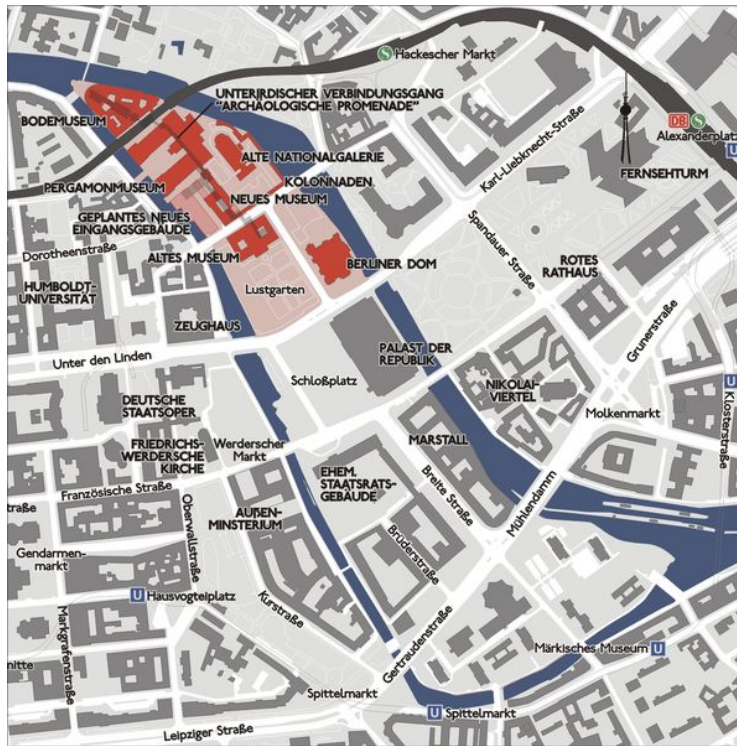 S Hackescher Markt
UNTERIRDISCHER VERBINDUNGSGANG
"ARCHÄOLOGISCHE PROMENADE"
BODEMUSEUM
DB S
Alexanderplatz
U
ALTE NATIONALGALERIE
Karl-Liebknecht-Straße
FERNSEHTURM
PERGAMONMUSEUM
KOLONNADEN
NEUES MUSEUM
GEPLANTES NEUES
EINGANGSGEBÄUDE
Spandauer Straße
Dorotheenstraße
ALTES MUSEUM
BERLINER DOM
ROTES
RATHAUS
HUMBOLDT-
UNIVERSITÄT
Lustgarten
ZEUGHAUS
Grunerstraße
Unter den Linden
PALAST DER
REPUBLIK
Schloßplatz
NIKOLAI-
VIERTEL
U
Klosterstraße
DEUTSCHE
STAATSOPER
Molkenmarkt
FRIEDRICHS-
WERDERSCHE
KIRCHE
Werderscher
Markt
MARSTALL
EHEM.
STAATSRATS-
GEBÄUDE
Breite Straße
Französische Straße
traße
Oberwallstraße
AUßEN-
MINSTERIUM
Mühlendamm
Brüderstraße
Gendarmen-
markt
U Hausvogteiplatz
Kurstraße
Markgrafenstraße
Gertraudenstraße
Märkisches Museum U
nitte
Spittelmarkt
U Spittelmarkt
Leipziger Straße